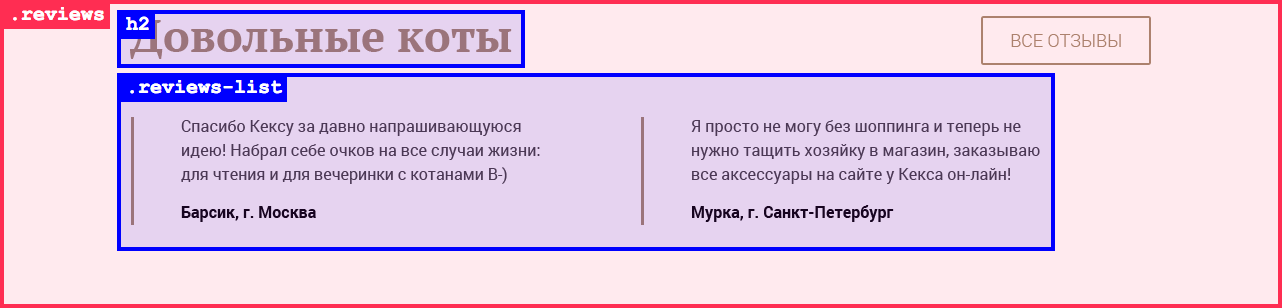 .reviews
h2
Довольные коты
ВСЕ ОТЗЫВЫ
.reviews-list
Спасибо Кексу за давно напрашивающуюся
идею! Набрал себе очков на все случаи жизни:
для чтения и для вечеринки с котанами B-)
Барсик, г. Москва
Я просто не могу без шоппинга и теперь не
нужно тащить хозяйку в магазин, заказываю
все аксессуары на сайте у Кекса он-лайн!
Мурка, г. Санкт-Петербург